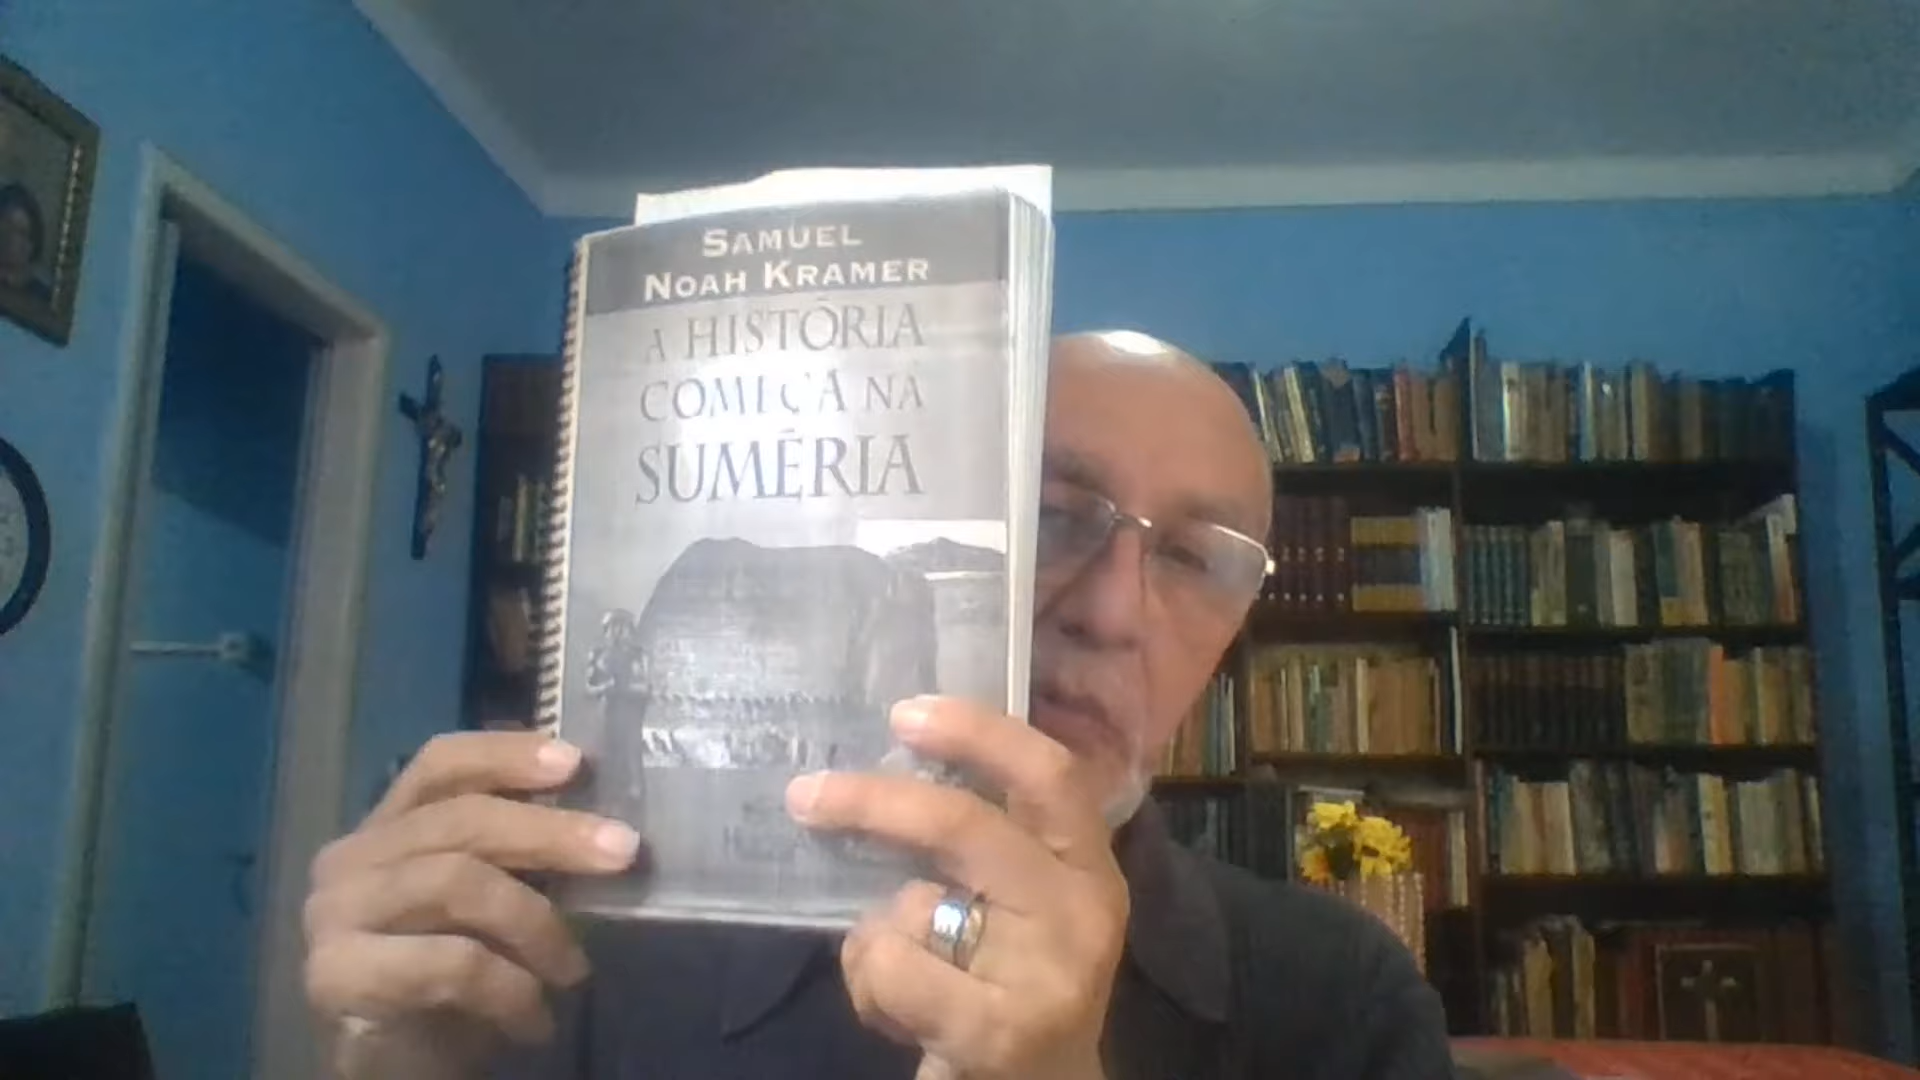 SAMUEL
NOAH KRAMER
A HISTÓRIA
COMEÇA NA
SUMÉRIA